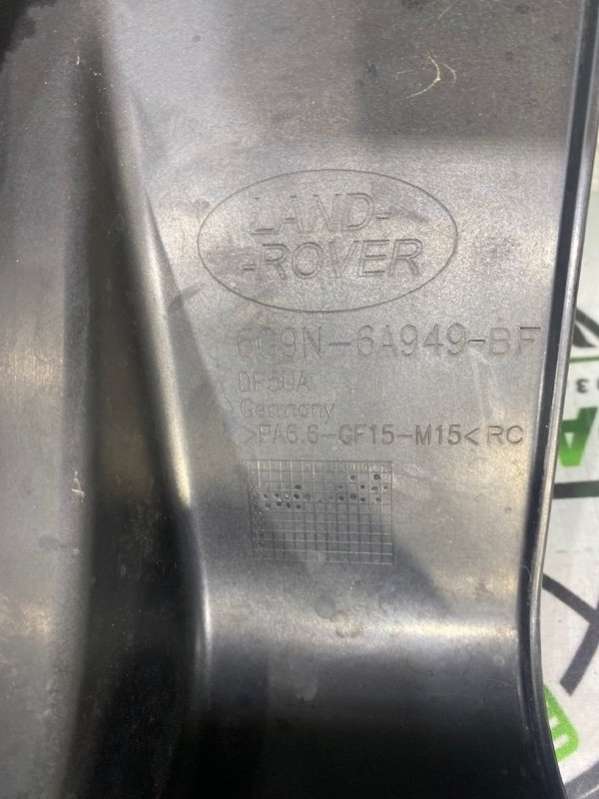 LAND-
-ROVER
6G9N-6A949-BF
Germany
>PA6.6-GF15-M15< RC